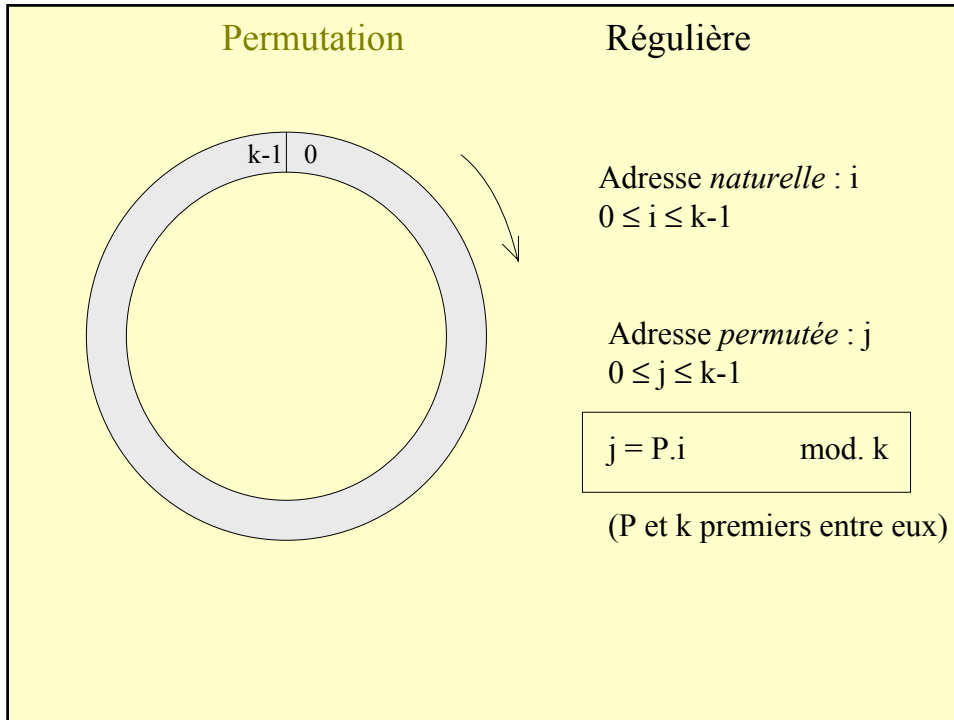 Permutation Régulière
k-1 0
Adresse naturelle : i
0 ≤ i ≤ k-1
Adresse permutée : j
0 ≤ j ≤ k-1
j = P.i mod. k
(P et k premiers entre eux)